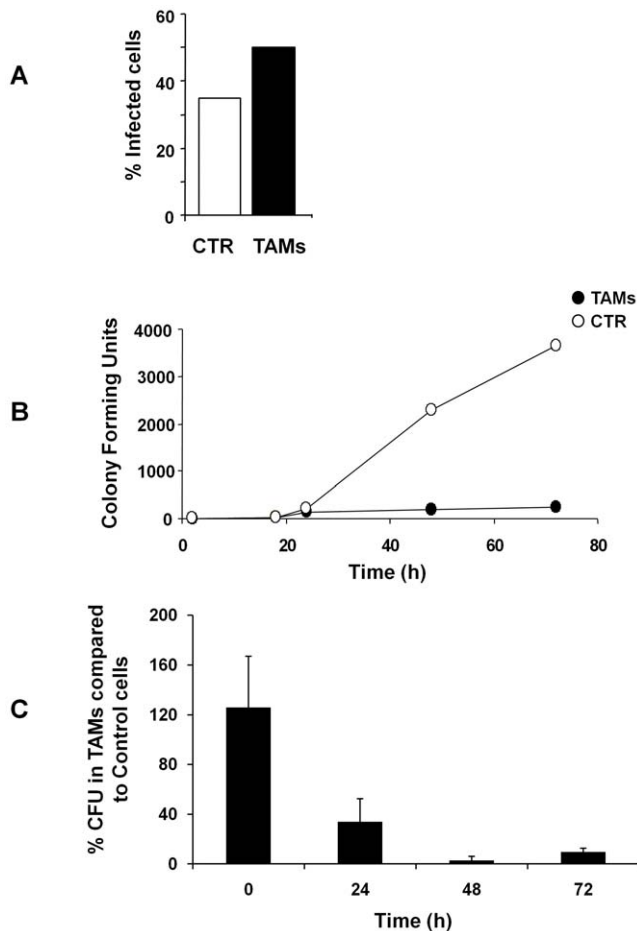 A
% Infected cells
60
40
20
0
CTR TAMs
B
TAMs
CTR
Colony Forming Units
4000
3000
2000
1000
0
0 20 40 60 80
Time (h)
C
% CFU in TAMs compared
to Control cells
200
160
120
80
40
0
0 24 48 72
Time (h)